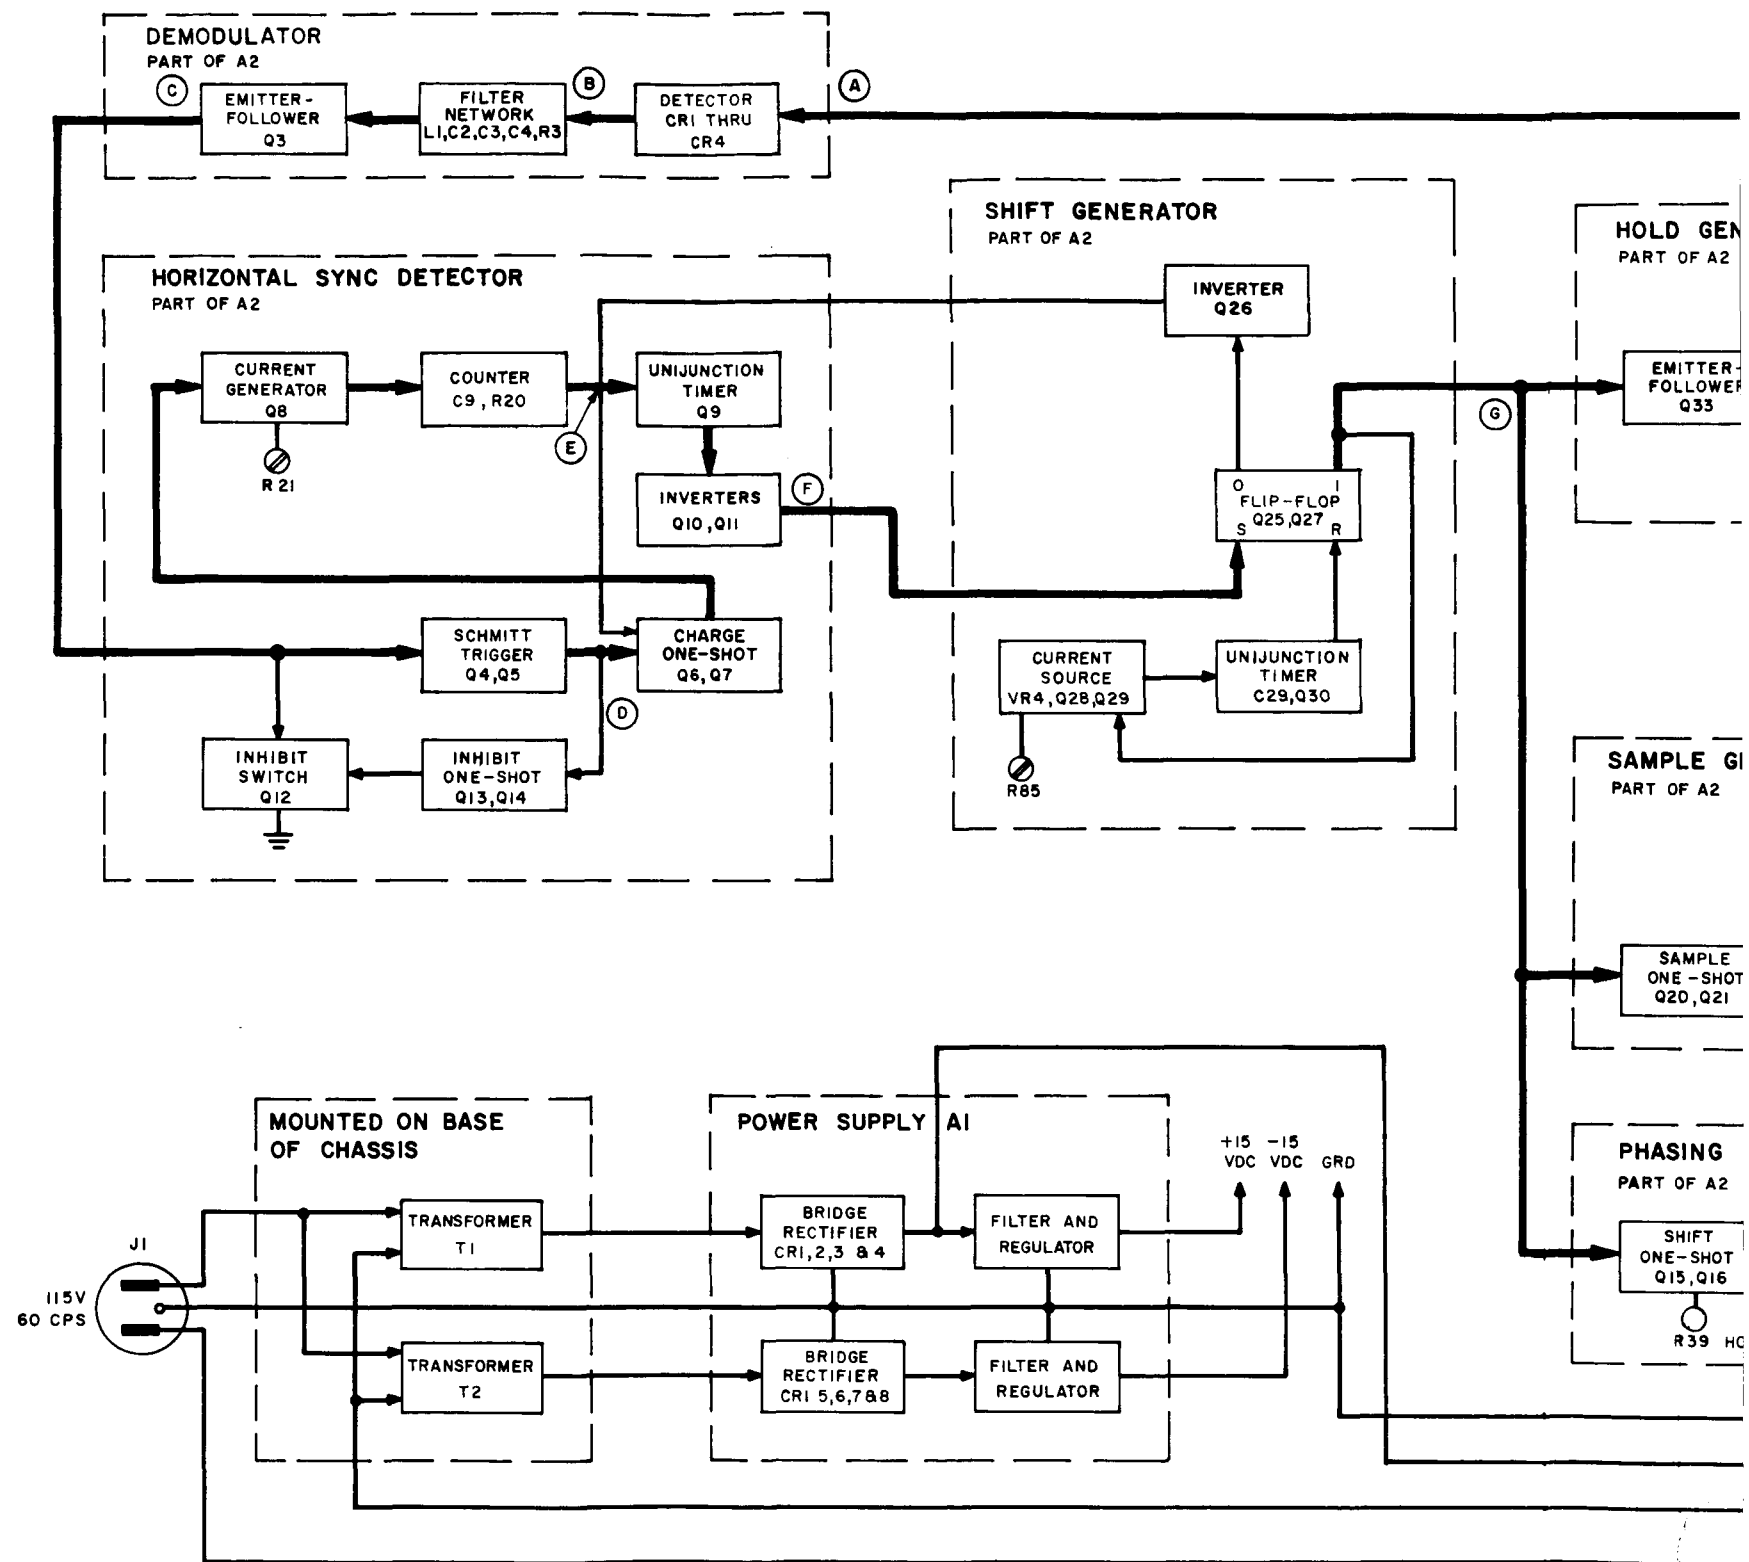 DEMODULATOR
PART OF A2
C
EMITTER-
FOLLOWER
Q3
B
FILTER
NETWORK
L1,C2,C3,C4,R3
DETECTOR
CR1 THRU
CR4
A
HORIZONTAL SYNC DETECTOR
PART OF A2
CURRENT
GENERATOR
Q8
R 21
COUNTER
C9, R20
E
UNIJUNCTION
TIMER
Q9
INVERTERS
Q10,Q11
F
SCHMITT
TRIGGER
Q4,Q5
CHARGE
ONE-SHOT
Q6,Q7
D
INHIBIT
SWITCH
Q12
INHIBIT
ONE-SHOT
Q13,Q14
SHIFT GENERATOR
PART OF A2
INVERTER
Q26
O I
FLIP-FLOP
Q25,Q27
S R
CURRENT
SOURCE
VR4,Q28,Q29
R85
UNIJUNCTION
TIMER
C29,Q30
G
HOLD GEN
PART OF A2
EMITTER-
FOLLOWER
Q33
SAMPLE
PART OF A2
SAMPLE
ONE-SHOT
Q20,Q21
PHASING
PART OF A2
SHIFT
ONE-SHOT
Q15,Q16
R39
MOUNTED ON BASE
OF CHASSIS
J1
115V
60 CPS
TRANSFORMER
T1
TRANSFORMER
T2
POWER SUPPLY A1
BRIDGE
RECTIFIER
CR1,2,3 & 4
FILTER AND
REGULATOR
BRIDGE
RECTIFIER
CR1 5,6,7&8
FILTER AND
REGULATOR
+15 -15
VDC VDC GRD